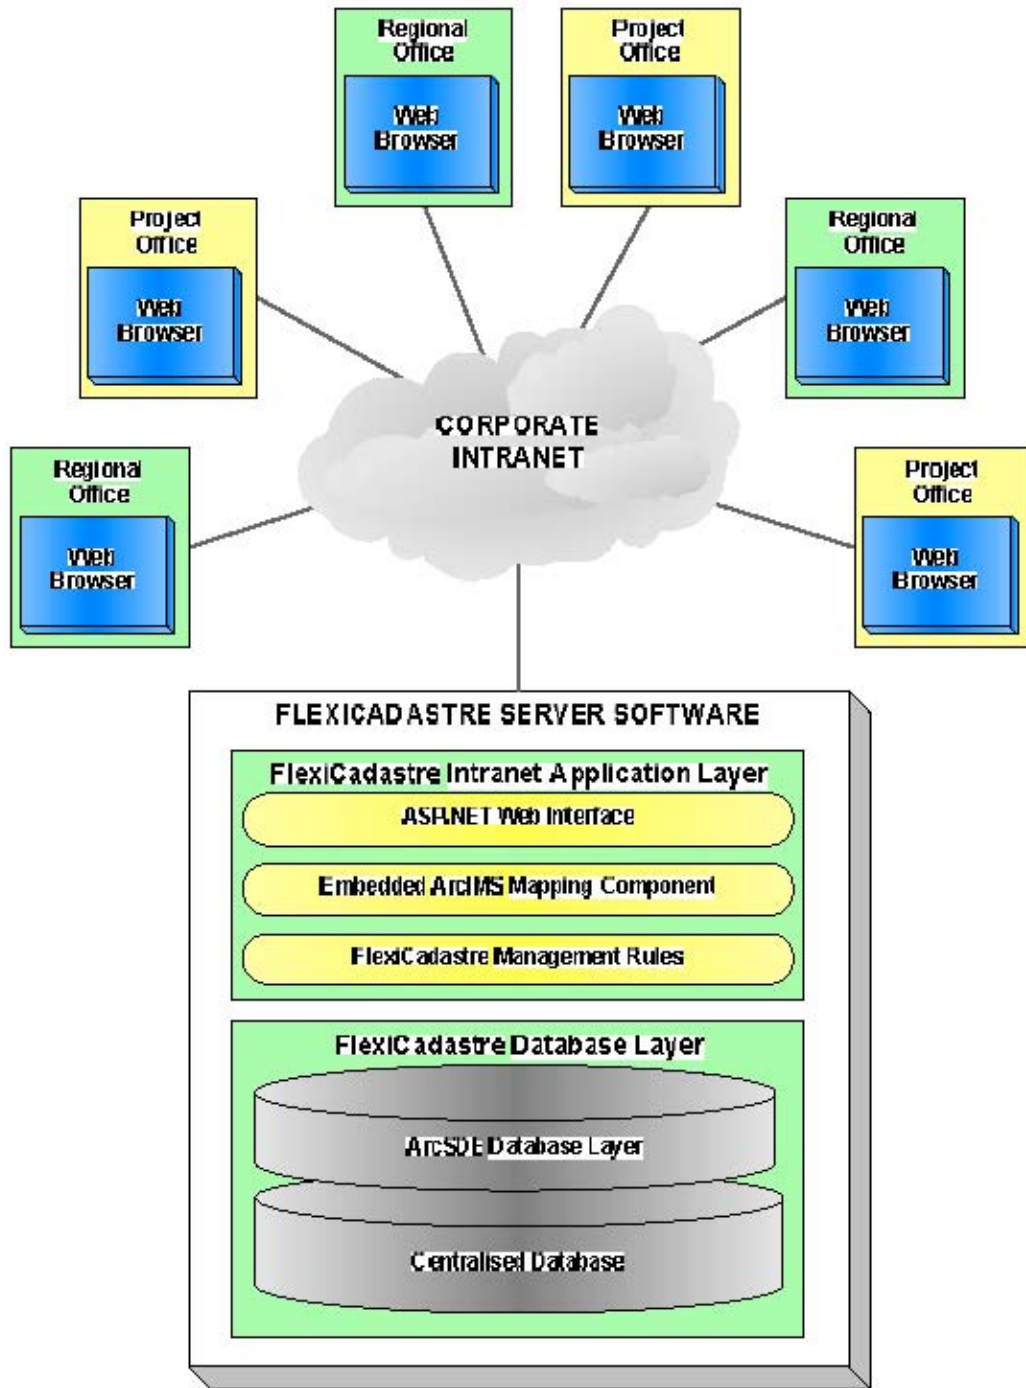 Regional
Office
Web
Browser
Project
Office
Web
Browser
Project
Office
Web
Browser
Regional
Office
Web
Browser
Regional
Office
Web
Browser
CORPORATE
INTRANET
Project
Office
Web
Browser
FLEXICADASTRE SERVER SOFTWARE
FlexiCadastre Intranet Application Layer
ASP.NET Web Interface
Embedded ArcIMS Mapping Component
FlexiCadastre Management Rules
FlexiCadastre Database Layer
ArcSDE Database Layer
Centralised Database